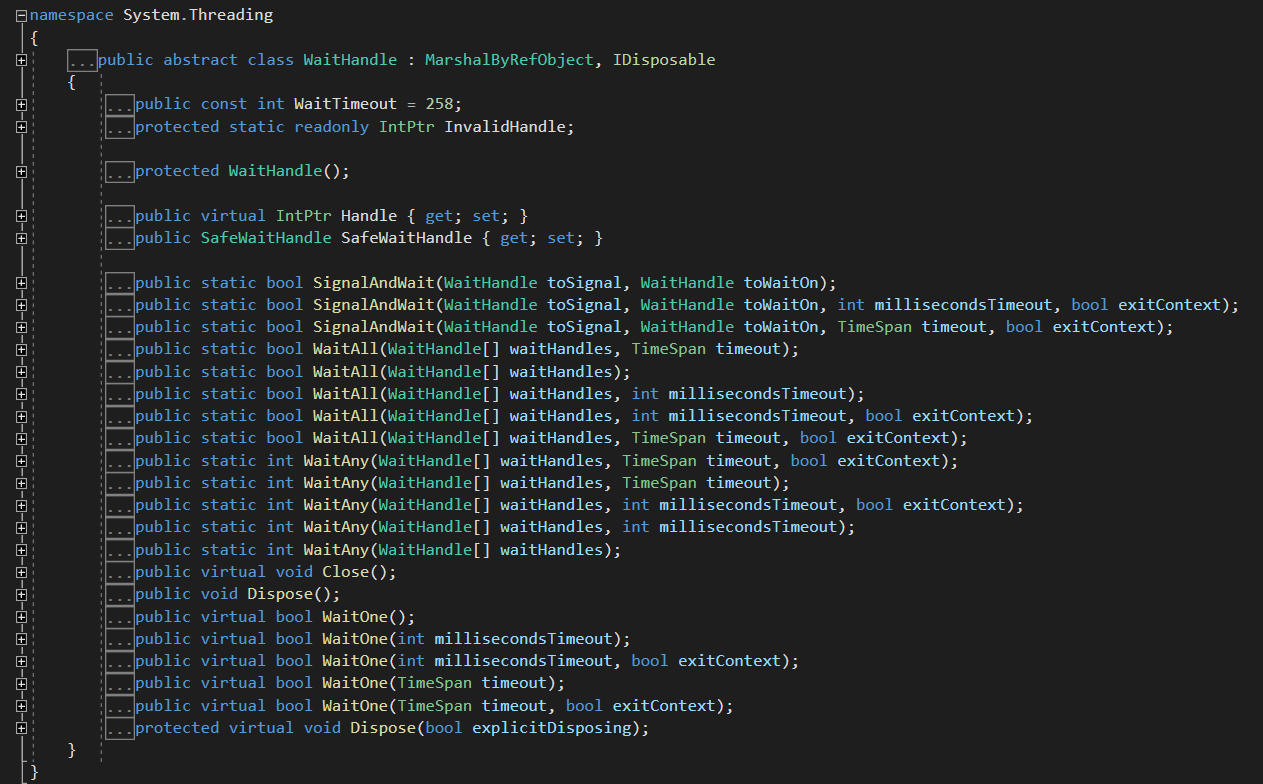 namespace System.Threading
{
...public abstract class WaitHandle : MarshalByRefObject, IDisposable
{
...public const int WaitTimeout = 258;
...protected static readonly IntPtr InvalidHandle;
...protected WaitHandle();
...public virtual IntPtr Handle { get; set; }
...public SafeWaitHandle SafeWaitHandle { get; set; }
...public static bool SignalAndWait(WaitHandle toSignal, WaitHandle toWaitOn);
...public static bool SignalAndWait(WaitHandle toSignal, WaitHandle toWaitOn, int millisecondsTimeout, bool exitContext);
...public static bool SignalAndWait(WaitHandle toSignal, WaitHandle toWaitOn, TimeSpan timeout, bool exitContext);
...public static bool WaitAll(WaitHandle[] waitHandles, TimeSpan timeout);
...public static bool WaitAll(WaitHandle[] waitHandles);
...public static bool WaitAll(WaitHandle[] waitHandles, int millisecondsTimeout);
...public static bool WaitAll(WaitHandle[] waitHandles, int millisecondsTimeout, bool exitContext);
...public static bool WaitAll(WaitHandle[] waitHandles, TimeSpan timeout, bool exitContext);
...public static int WaitAny(WaitHandle[] waitHandles, TimeSpan timeout, bool exitContext);
...public static int WaitAny(WaitHandle[] waitHandles, TimeSpan timeout);
...public static int WaitAny(WaitHandle[] waitHandles, int millisecondsTimeout, bool exitContext);
...public static int WaitAny(WaitHandle[] waitHandles, int millisecondsTimeout);
...public static int WaitAny(WaitHandle[] waitHandles);
...public virtual void Close();
...public void Dispose();
...public virtual bool WaitOne();
...public virtual bool WaitOne(int millisecondsTimeout);
...public virtual bool WaitOne(int millisecondsTimeout, bool exitContext);
...public virtual bool WaitOne(TimeSpan timeout);
...public virtual bool WaitOne(TimeSpan timeout, bool exitContext);
...protected virtual void Dispose(bool explicitDisposing);
}
}